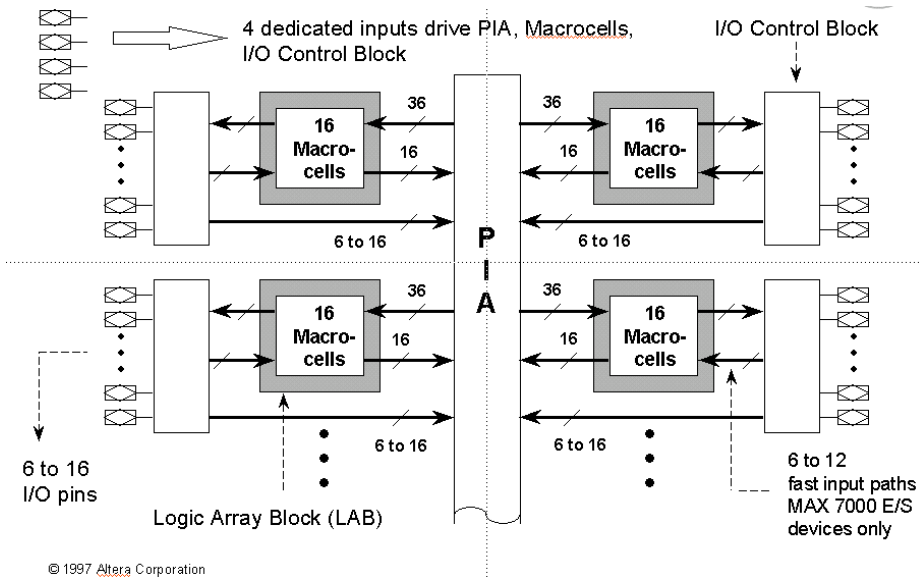 4 dedicated inputs drive PIA, Macrocells,
I/O Control Block
I/O Control Block
36
16
Macro-
cells
16
6 to 16
36
16
Macro-
cells
16
6 to 16
P
I
A
36
16
Macro-
cells
16
6 to 16
36
16
Macro-
cells
16
6 to 16
6 to 16
I/O pins
Logic Array Block (LAB)
6 to 12
fast input paths
MAX 7000 E/S
devices only
© 1997 Altera Corporation